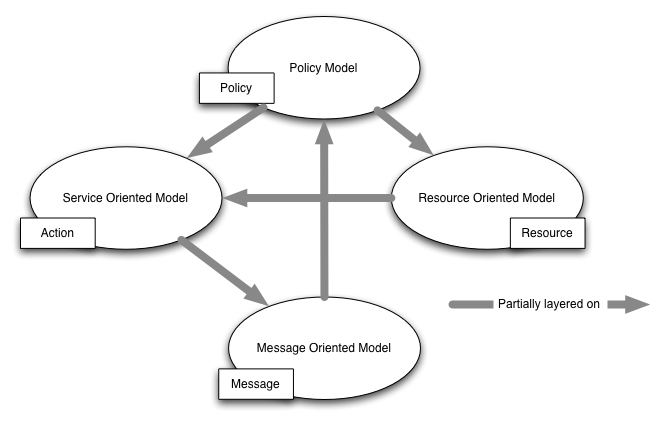 Policy Model
Policy
Service Oriented Model
Action
Resource Oriented Model
Resource
Partially layered on
Message Oriented Model
Message